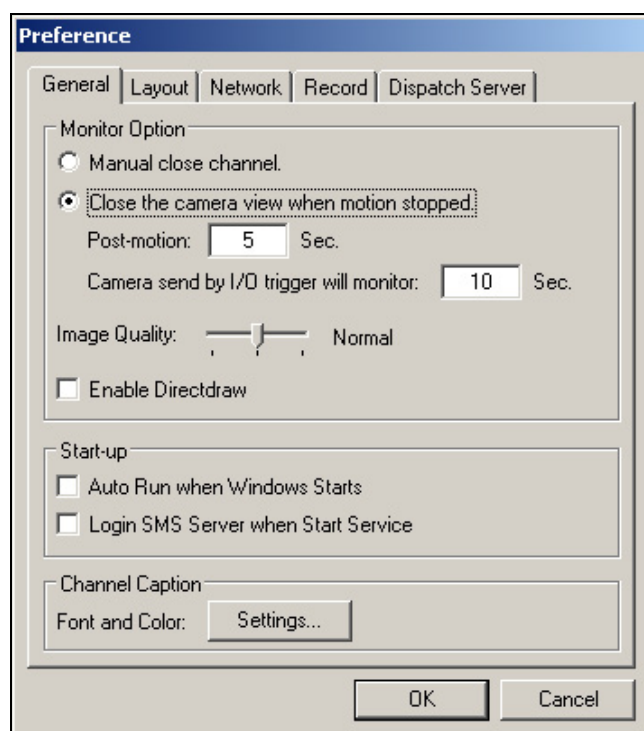 Preference
General Layout Network Record Dispatch Server
Monitor Option
Manual close channel.
Close the camera view when motion stopped.
Post-motion: 5 Sec.
Camera send by I/O trigger will monitor: 10 Sec.
Image Quality: Normal
Enable Directdraw
Start-up
Auto Run when Windows Starts
Login SMS Server when Start Service
Channel Caption
Font and Color: Settings...
OK Cancel